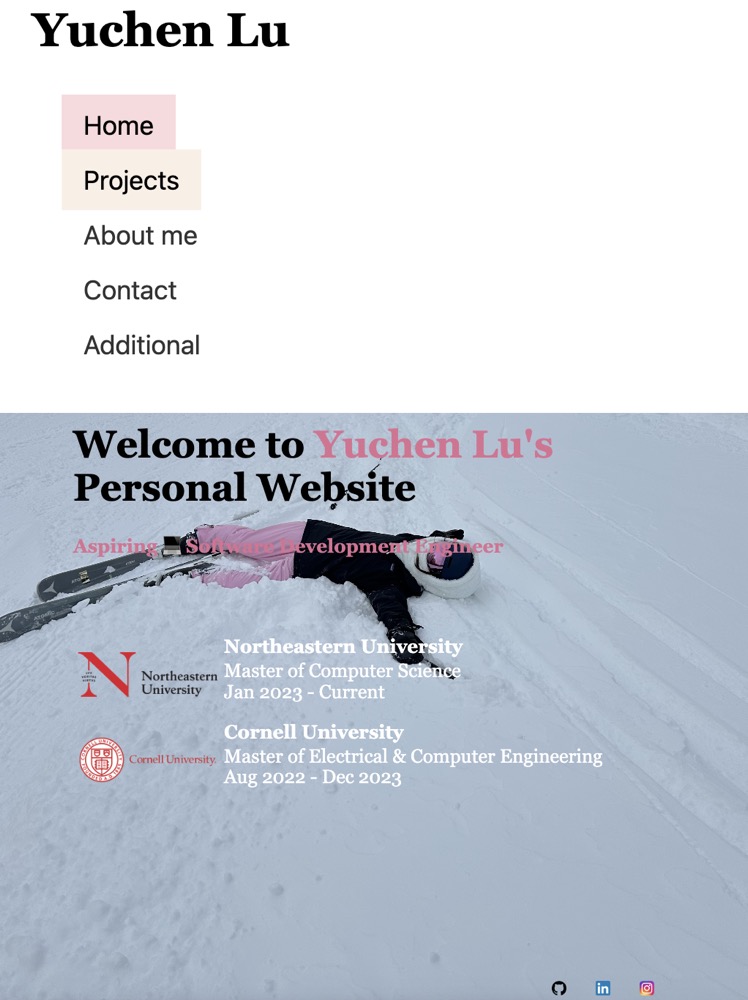 Yuchen Lu
Home
Projects
About me
Contact
Additional
Welcome to Yuchen Lu's
Personal Website
Aspiring Software Development Engineer
Northeastern University
Master of Computer Science
Jan 2023 - Current
N
Northeastern
University
Cornell University
Master of Electrical & Computer Engineering
Aug 2022 - Dec 2023
Cornell University
in